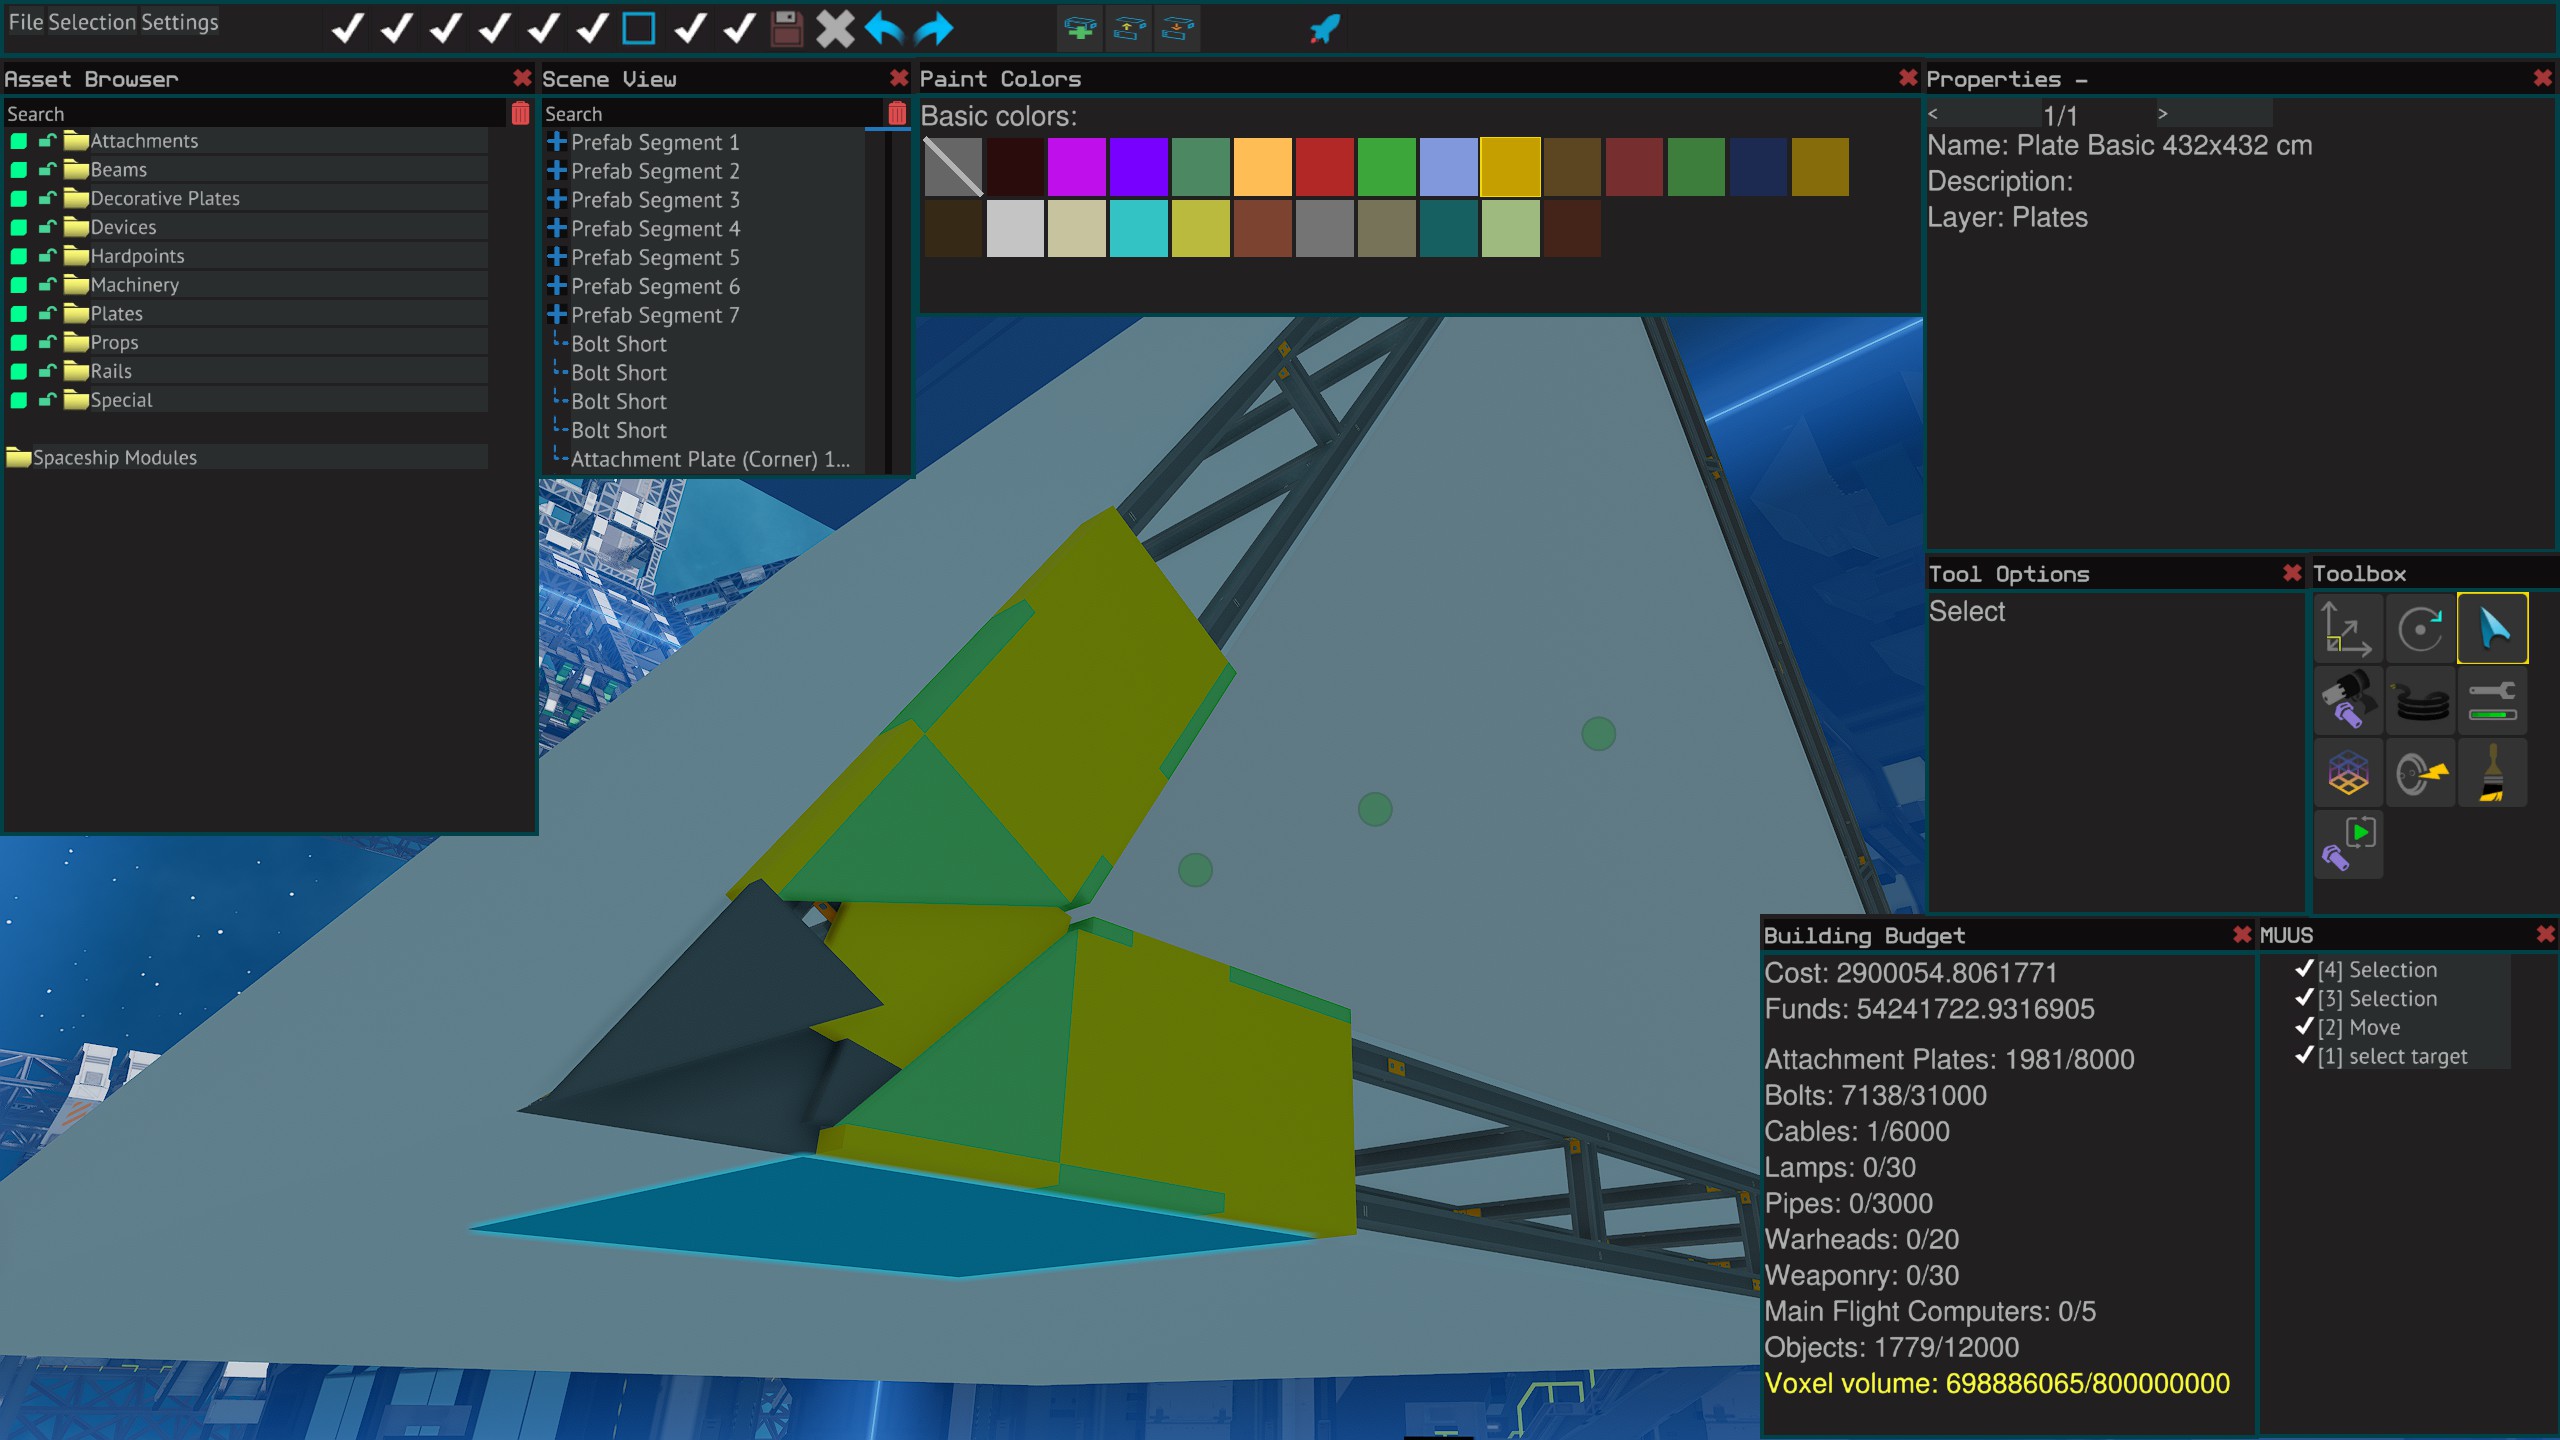 File Selection Settings
Asset Browser
Search
Attachments
Beams
Decorative Plates
Devices
Hardpoints
Machinery
Plates
Props
Rails
Special
Spaceship Modules
Scene View
Search
Prefab Segment 1
Prefab Segment 2
Prefab Segment 3
Prefab Segment 4
Prefab Segment 5
Prefab Segment 6
Prefab Segment 7
Bolt Short
Bolt Short
Bolt Short
Bolt Short
Attachment Plate (Corner) 1...
Paint Colors
Basic colors:
Properties -
< 1/1 >
Name: Plate Basic 432x432 cm
Description:
Layer: Plates
Tool Options
Select
Toolbox
Building Budget
Cost: 2900054.8061771
Funds: 54241722.9316905
Attachment Plates: 1981/8000
Bolts: 7138/31000
Cables: 1/6000
Lamps: 0/30
Pipes: 0/3000
Warheads: 0/20
Weaponry: 0/30
Main Flight Computers: 0/5
Objects: 1779/12000
Voxel volume: 698886065/800000000
MUUS
[4] Selection
[3] Selection
[2] Move
[1] select target